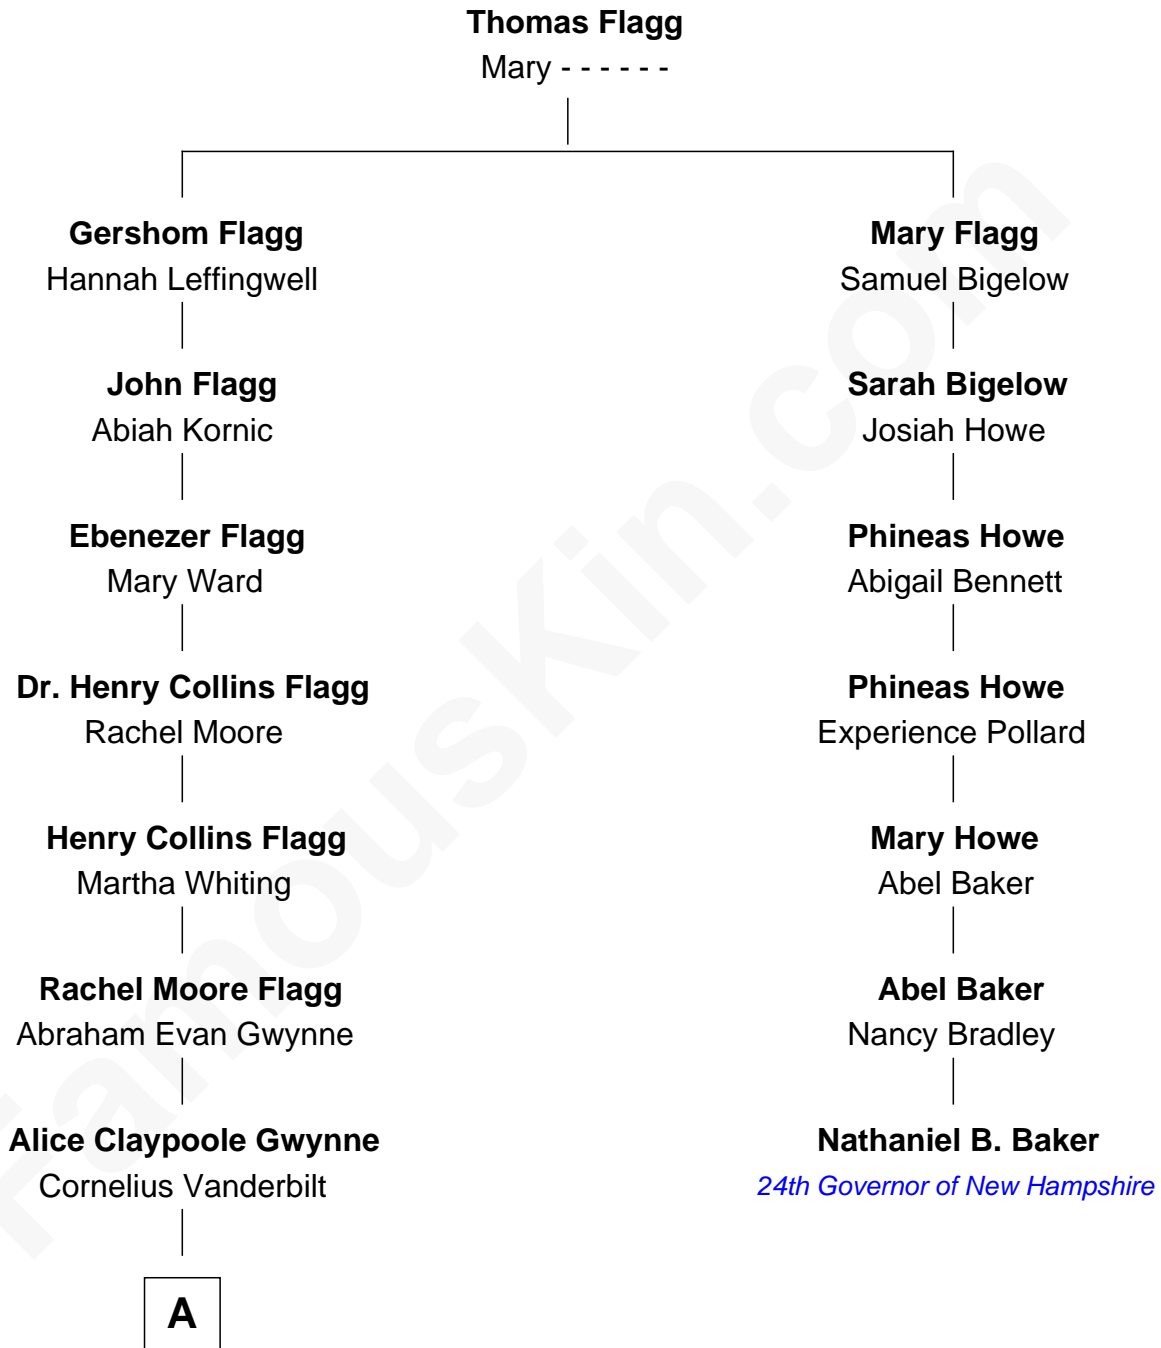 Thomas Flagg
Mary - - - - - -
Gershom Flagg
Hannah Leffingwell
Mary Flagg
Samuel Bigelow
John Flagg
Abiah Kornic
Sarah Bigelow
Josiah Howe
Ebenezer Flagg
Mary Ward
Phineas Howe
Abigail Bennett
Dr. Henry Collins Flagg
Rachel Moore
Phineas Howe
Experience Pollard
Henry Collins Flagg
Martha Whiting
Mary Howe
Abel Baker
Rachel Moore Flagg
Abraham Evan Gwynne
Abel Baker
Nancy Bradley
Alice Claypoole Gwynne
Cornelius Vanderbilt
Nathaniel B. Baker
24th Governor of New Hampshire
A
FamousKin.com